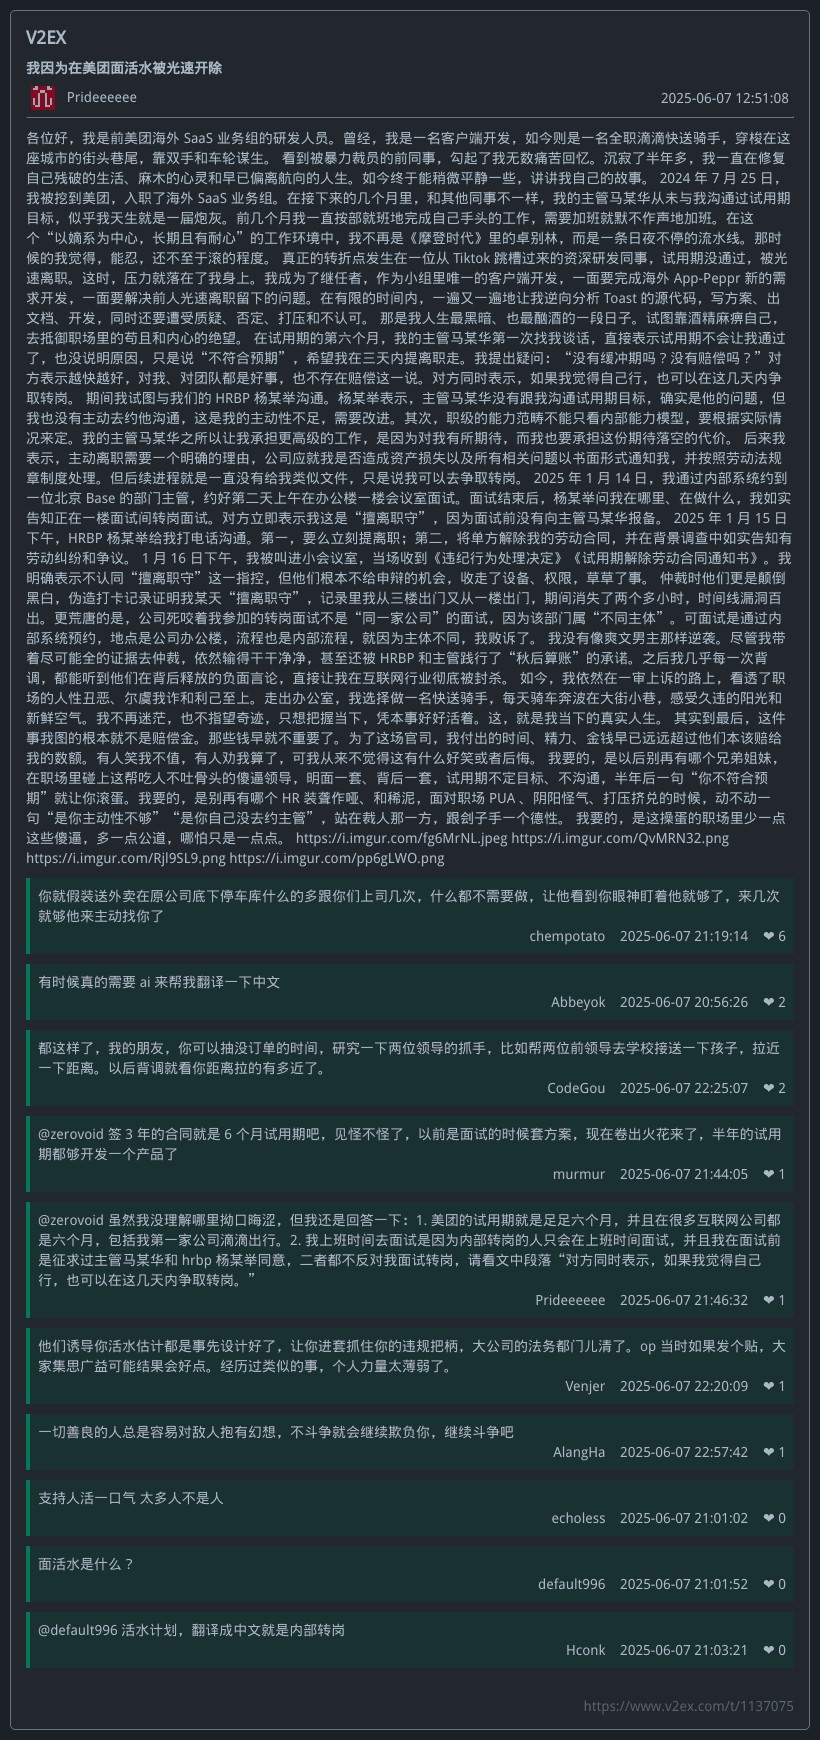 V2EX
我因为在美团面活水被光速开除
Prideeeeee
2025-06-07 12:51:08
各位好，我是前美团海外 SaaS 业务组的研发人员。曾经，我是一名客户端开发，如今则是一名全职滴滴快送骑手，穿梭在这
座城市的街头巷尾，靠双手和车轮谋生。 看到被暴力裁员的前同事，勾起了我无数痛苦回忆。沉寂了半年多，我一直在修复
自己残破的生活、麻木的心灵和早已偏离航向的人生。如今终于能稍微平静一些，讲讲我自己的故事。 2024 年 7 月 25 日，
我被挖到美团，入职了海外 SaaS 业务组。在接下来的几个月里，和其他同事不一样，我的主管马某华从未与我沟通过试用期
目标，似乎我天生就是一届炮灰。前几个月我一直按部就班地完成自己手头的工作，需要加班就默不作声地加班。在这
个“以嫡系为中心，长期且有耐心”的工作环境中，我不再是《摩登时代》里的卓别林，而是一条日夜不停的流水线。那时
候的我觉得，能忍，还不至于滚的程度。 真正的转折点发生在一位从 Tiktok 跳槽过来的资深研发同事，试用期没通过，被光
速离职。这时，压力就落在了我身上。我成为了继任者，作为小组里唯一的客户端开发，一面要完成海外 App-Peppr 新的需
求开发，一面要解决前人光速离职留下的问题。在有限的时间内，一遍又一遍地让我逆向分析 Toast 的源代码，写方案、出
文档、开发，同时还要遭受质疑、否定、打压和不认可。 那是我人生最黑暗、也最酗酒的一段日子。试图靠酒精麻痹自己，
去抵御职场里的苟且和内心的绝望。 在试用期的第六个月，我的主管马某华第一次找我谈话，直接表示试用期不会让我通过
了，也没说明原因，只是说“不符合预期”，希望我在三天内提离职走。我提出疑问：“没有缓冲期吗？没有赔偿吗？”对
方表示越快越好，对我、对团队都是好事，也不存在赔偿这一说。对方同时表示，如果我觉得自己行，也可以在这几天内争
取转岗。 期间我试图与我们的 HRBP 杨某举沟通。杨某举表示，主管马某华没有跟我沟通试用期目标，确实是他的问题，但
我也没有主动去约他沟通，这是我的主动性不足，需要改进。其次，职级的能力范畴不能只看内部能力模型，要根据实际情
况来定。我的主管马某华之所以让我承担更高级的工作，是因为对我有所期待，而我也要承担这份期待落空的代价。 后来我
表示，主动离职需要一个明确的理由，公司应就我是否造成资产损失以及所有相关问题以书面形式通知我，并按照劳动法规
章制度处理。但后续进程就是一直没有给我类似文件，只是说我可以去争取转岗。 2025 年 1 月 14 日，我通过内部系统约到
一位北京 Base 的部门主管，约好第二天上午在办公楼一楼会议室面试。面试结束后，杨某举问我在哪里、在做什么，我如实
告知正在一楼面试间转岗面试。对方立即表示我这是“擅离职守”，因为面试前没有向主管马某华报备。 2025 年 1 月 15 日
下午，HRBP 杨某举给我打电话沟通。第一，要么立刻提离职；第二，将单方解除我的劳动合同，并在背景调查中如实告知有
劳动纠纷和争议。 1 月 16 日下午，我被叫进小会议室，当场收到《违纪行为处理决定》《试用期解除劳动合同通知书》。我
明确表示不认同“擅离职守”这一指控，但他们根本不给申辩的机会，收走了设备、权限，草草了事。 仲裁时他们更是颠倒
黑白，伪造打卡记录证明我某天“擅离职守”，记录里我从三楼出门又从一楼出门，期间消失了两个多小时，时间线漏洞百
出。更荒唐的是，公司死咬着我参加的转岗面试不是“同一家公司”的面试，因为该部门属“不同主体”。可面试是通过内
部系统预约，地点是公司办公楼，流程也是内部流程，就因为主体不同，我败诉了。 我没有像爽文男主那样逆袭。尽管我带
着尽可能全的证据去仲裁，依然输得干干净净，甚至还被 HRBP 和主管践行了“秋后算账”的承诺。之后我几乎每一次背
调，都能听到他们在背后释放的负面言论，直接让我在互联网行业彻底被封杀。 如今，我依然在一审上诉的路上，看透了职
场的人性丑恶、尔虞我诈和利己至上。走出办公室，我选择做一名快送骑手，每天骑车奔波在大街小巷，感受久违的阳光和
新鲜空气。我不再迷茫，也不指望奇迹，只想把握当下，凭本事好好活着。这，就是我当下的真实人生。 其实到最后，这件
事我图的根本就不是赔偿金。那些钱早就不重要了。为了这场官司，我付出的时间、精力、金钱早已远远超过他们本该赔给
我的数额。有人笑我不值，有人劝我算了，可我从来不觉得这有什么好笑或者后悔。 我要的，是以后别再有哪个兄弟姐妹，
在职场里碰上这帮吃人不吐骨头的傻逼领导，明面一套、背后一套，试用期不定目标、不沟通，半年后一句“你不符合预
期”就让你滚蛋。我要的，是别再有哪个 HR 装聋作哑、和稀泥，面对职场 PUA 、阴阳怪气、打压挤兑的时候，动不动一
句“是你主动性不够”“是你自己没去约主管”，站在裁人那一方，跟刽子手一个德性。 我要的，是这操蛋的职场里少一点
这些傻逼，多一点公道，哪怕只是一点点。 https://i.imgur.com/fg6MrNL.jpeg https://i.imgur.com/QvMRN32.png
https://i.imgur.com/Rjl9SL9.png https://i.imgur.com/pp6gLWO.png
你就假装送外卖在原公司底下停车库什么的多跟你们上司几次，什么都不需要做，让他看到你眼神盯着他就够了，来几次
就够他来主动找你了
chempotato 2025-06-07 21:19:14 ❤ 6
有时候真的需要 ai 来帮我翻译一下中文
Abbeyok 2025-06-07 20:56:26 ❤ 2
都这样了，我的朋友，你可以抽没订单的时间，研究一下两位领导的抓手，比如帮两位前领导去学校接送一下孩子，拉近
一下距离。以后背调就看你距离拉的有多近了。
CodeGou 2025-06-07 22:25:07 ❤ 2
@zerovoid 签 3 年的合同就是 6 个月试用期吧，见怪不怪了，以前是面试的时候套方案，现在卷出火花来了，半年的试用
期都够开发一个产品了
murmur 2025-06-07 21:44:05 ❤ 1
@zerovoid 虽然我没理解哪里拗口晦涩，但我还是回答一下：1. 美团的试用期就是足足六个月，并且在很多互联网公司都
是六个月，包括我第一家公司滴滴出行。2. 我上班时间去面试是因为内部转岗的人只会在上班时间面试，并且我在面试前
是征求过主管马某华和 hrbp 杨某举同意，二者都不反对我面试转岗，请看文中段落“对方同时表示，如果我觉得自己
行，也可以在这几天内争取转岗。”
Prideeeeee 2025-06-07 21:46:32 ❤ 1
他们诱导你活水估计都是事先设计好了，让你进套抓住你的违规把柄，大公司的法务都门儿清了。op 当时如果发个贴，大
家集思广益可能结果会好点。经历过类似的事，个人力量太薄弱了。
Venjer 2025-06-07 22:20:09 ❤ 1
一切善良的人总是容易对敌人抱有幻想，不斗争就会继续欺负你，继续斗争吧
AlangHa 2025-06-07 22:57:42 ❤ 1
支持人活一口气 太多人不是人
echoless 2025-06-07 21:01:02 ❤ 0
面活水是什么？
default996 2025-06-07 21:01:52 ❤ 0
@default996 活水计划，翻译成中文就是内部转岗
Hconk 2025-06-07 21:03:21 ❤ 0
https://www.v2ex.com/t/1137075